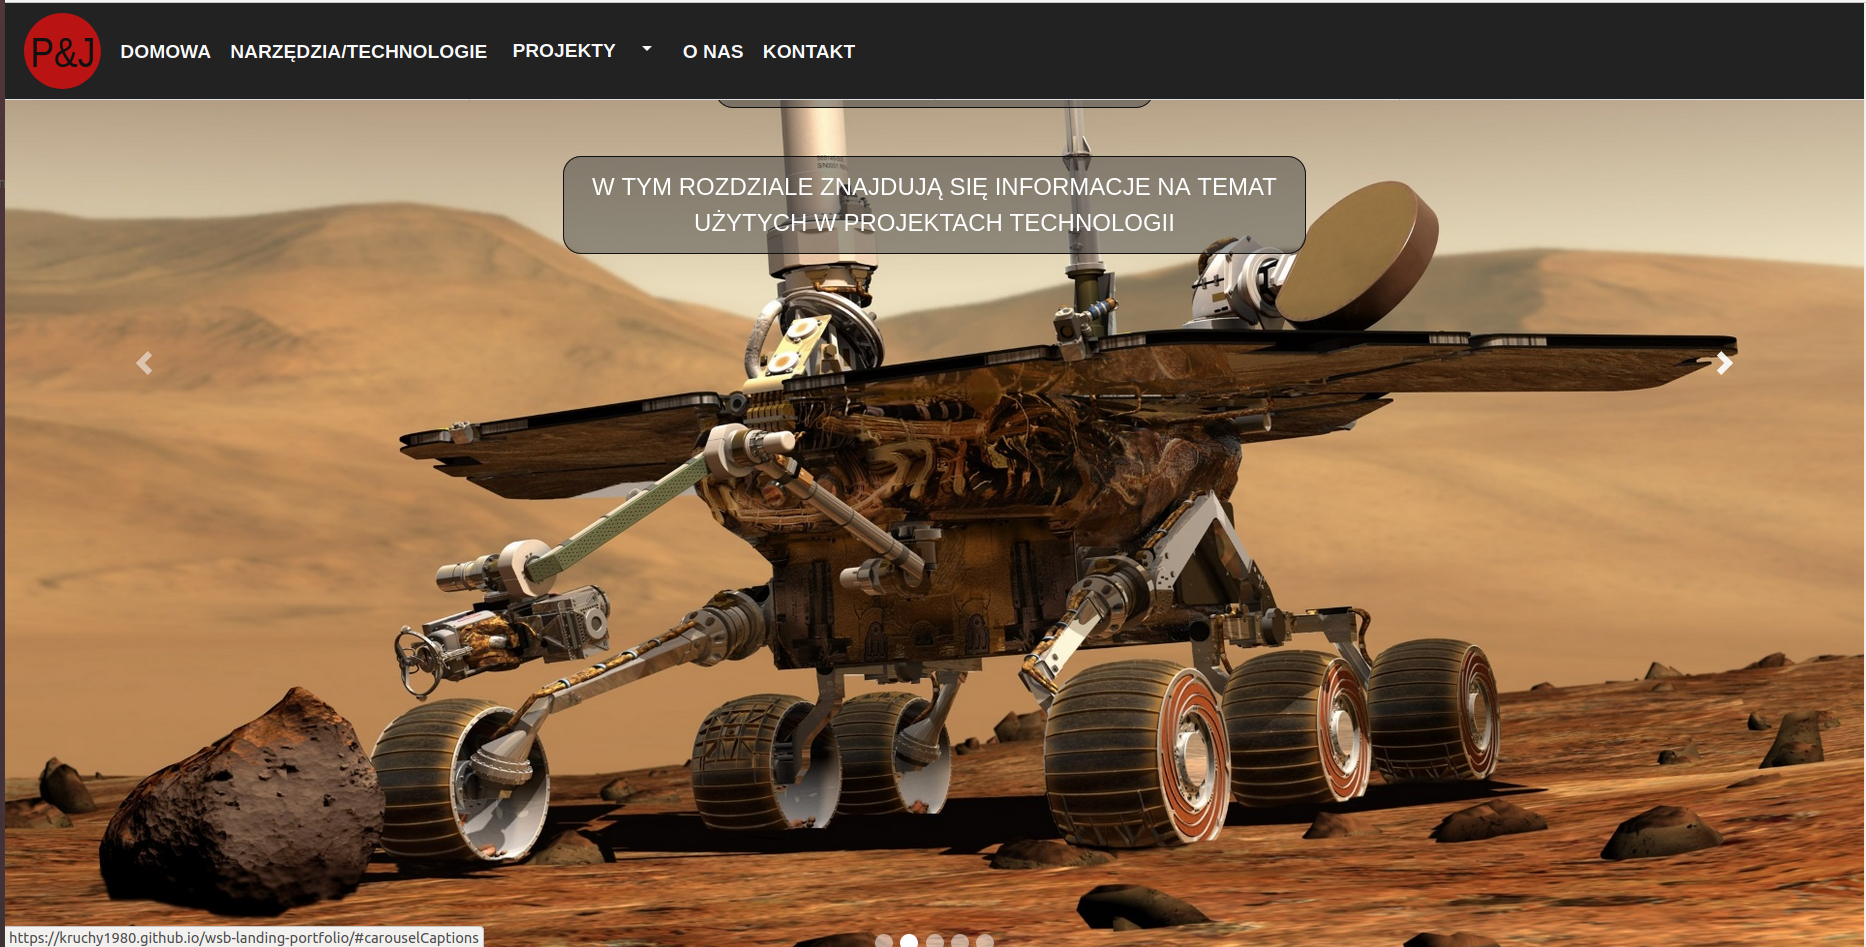 P&J
DOMOWA NARZĘDZIA/TECHNOLOGIE PROJEKTY O NAS KONTAKT
W TYM ROZDZIALE ZNAJDUJĄ SIĘ INFORMACJE NA TEMAT
UŻYTYCH W PROJEKTACH TECHNOLOGII
https://kruchy1980.github.io/wsb-landing-portfolio/#carouselCaptions